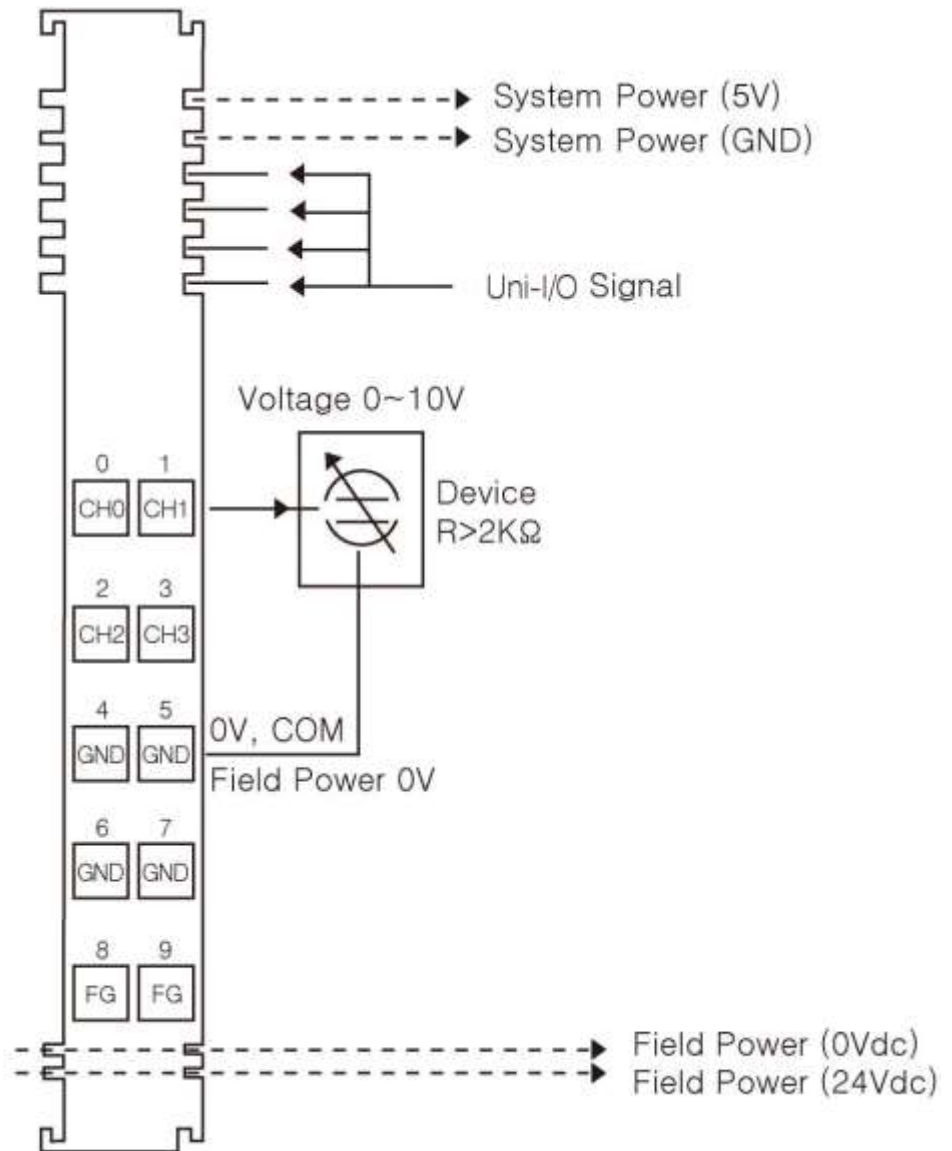 System Power (5V)
System Power (GND)
Uni-I/O Signal
Voltage 0~10V
0 1
CH0 CH1
Device
R>2KΩ
2 3
CH2 CH3
4 5
GND GND
0V, COM
Field Power 0V
6 7
GND GND
8 9
FG FG
Field Power (0Vdc)
Field Power (24Vdc)